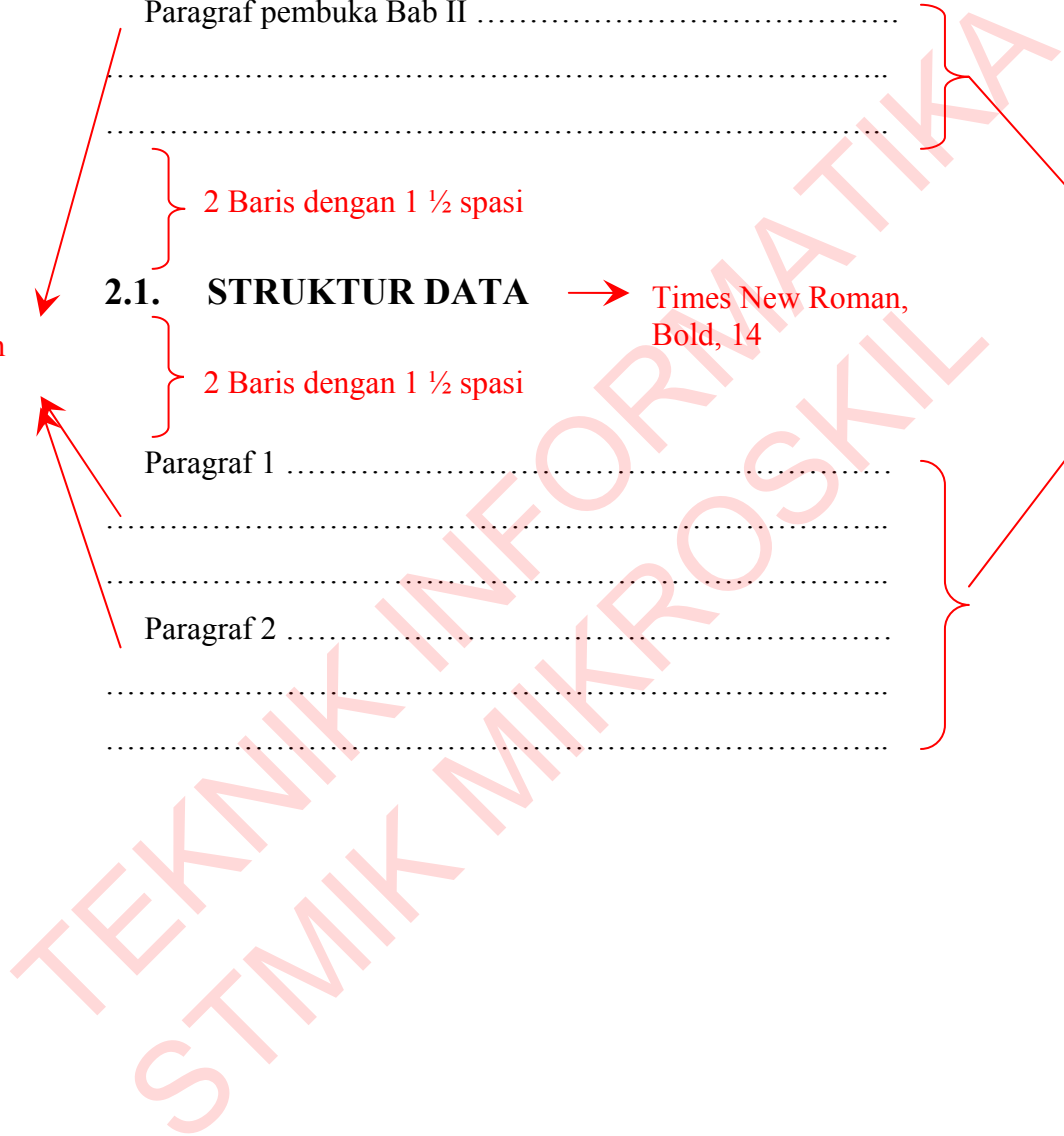 Paragraf pembuka Bab II ………………………………………….
………………………………………………………………..
………………………………………………………………..
2 Baris dengan 1 ½ spasi
2.1. STRUKTUR DATA
Times New Roman,
Bold, 14
2 Baris dengan 1 ½ spasi
Paragraf 1 …………………………………………………
………………………………………………………………..
………………………………………………………………..
Paragraf 2 …………………………………………………
………………………………………………………………..
………………………………………………………………..
TEKNIK INFORMATIKA
STMIK MIKROSKIL